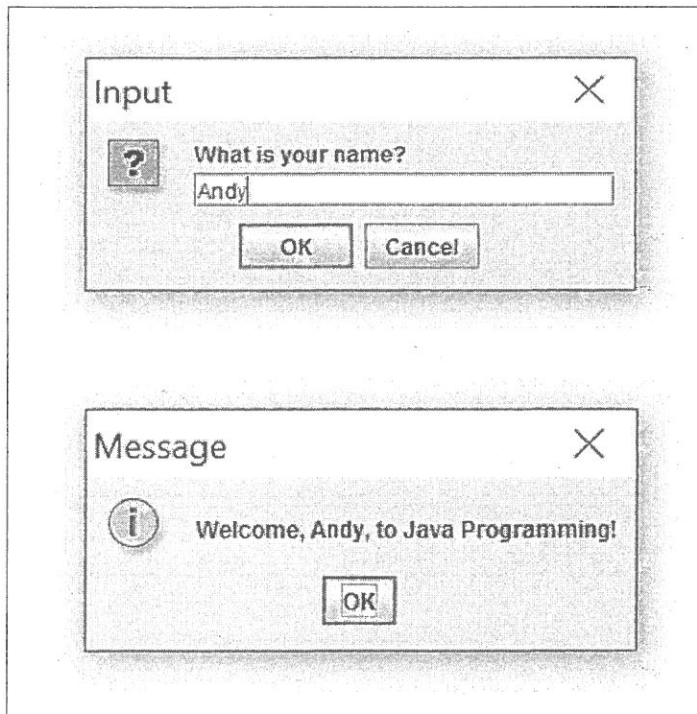 Input
What is your name?
Andy
OK Cancel
Message
i
Welcome, Andy, to Java Programming!
OK